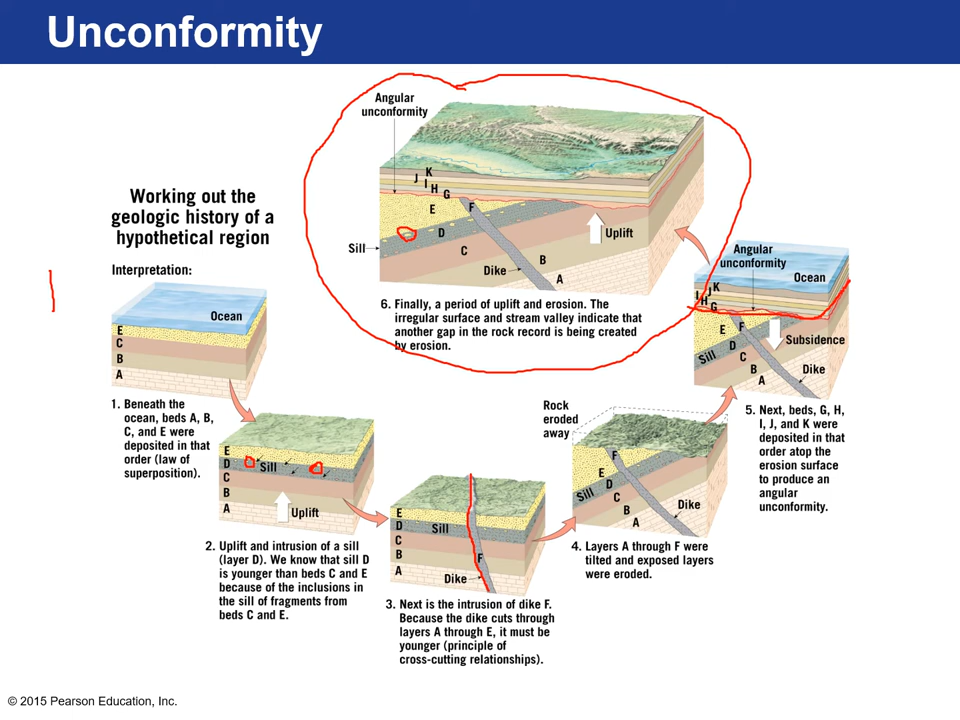 Unconformity
Angular
unconformity
K
J
I
H
G
F
E
D
C
B
A
Sill
Dike
Uplift
6. Finally, a period of uplift and erosion. The
irregular surface and stream valley indicate that
another gap in the rock record is being created
by erosion.
Working out the
geologic history of a
hypothetical region
Interpretation:
Ocean
E
C
B
A
1. Beneath the
ocean, beds A, B,
C, and E were
deposited in that
order (law of
superposition).
E
D
Sill
C
B
A
Uplift
2. Uplift and intrusion of a sill
(layer D). We know that sill D
is younger than beds C and E
because of the inclusions in
the sill of fragments from
beds C and E.
E
D
Sill
C
B
F
A
Dike
3. Next is the intrusion of dike F.
Because the dike cuts through
layers A through E, it must be
younger (principle of
cross-cutting relationships).
Rock
eroded
away
F
E
D
Sill
C
B
A
Dike
4. Layers A through F were
tilted and exposed layers
were eroded.
Angular
unconformity
Ocean
K
J
I
H
G
F
E
D
Subsidence
Sill
C
B
Dike
A
5. Next, beds, G, H,
I, J, and K were
deposited in that
order atop the
erosion surface
to produce an
angular
unconformity.
© 2015 Pearson Education, Inc.